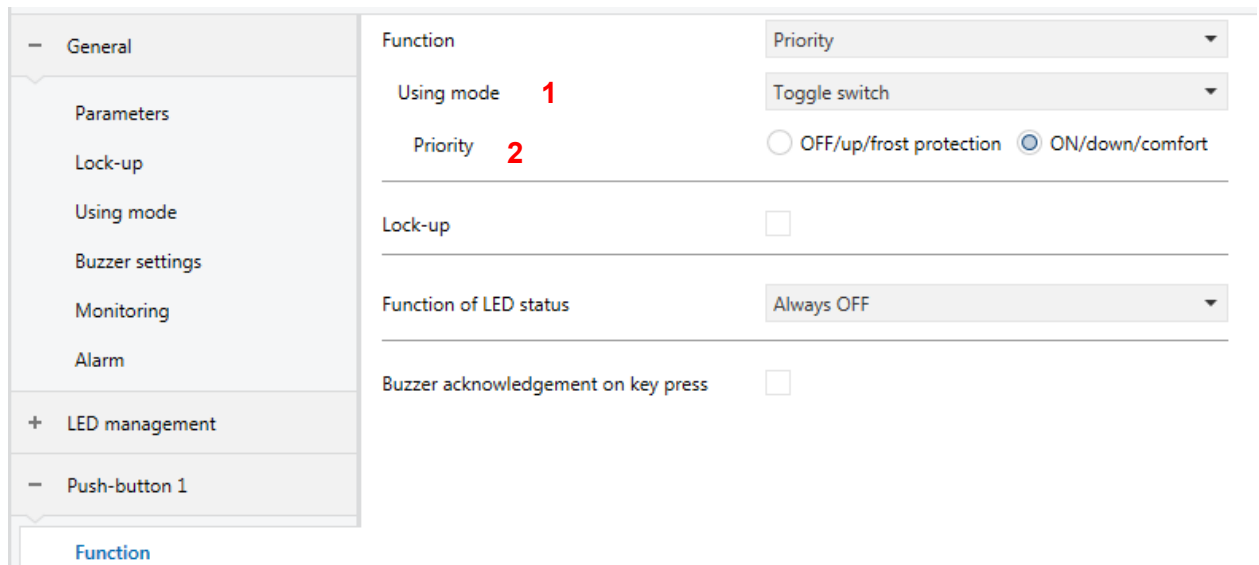 − General
Parameters
Lock-up
Using mode
Buzzer settings
Monitoring
Alarm
+ LED management
− Push-button 1
Function
Function Priority
Using mode 1 Toggle switch
Priority 2 OFF/up/frost protection ON/down/comfort
Lock-up
Function of LED status Always OFF
Buzzer acknowledgement on key press